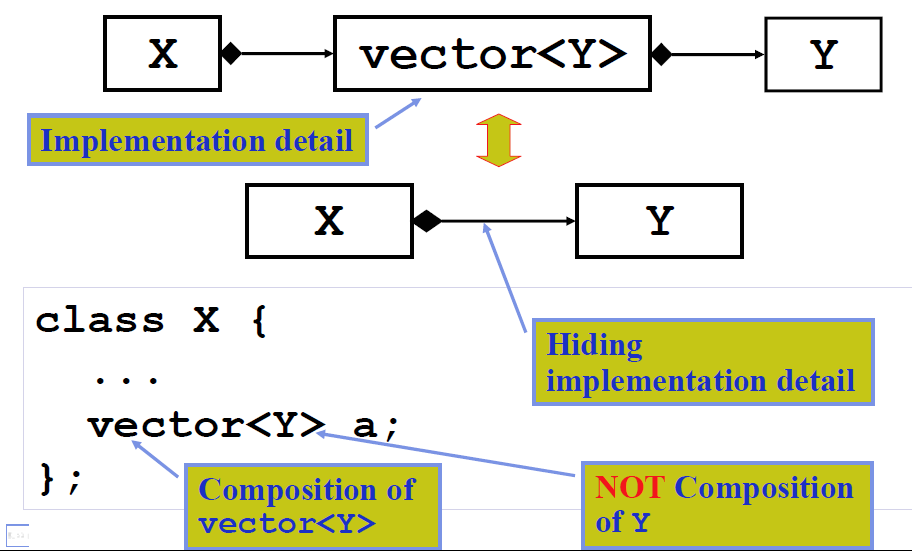 X
vector<Y>
Y
Implementation detail
X
Y
class X {
...
vector<Y> a;
};
Hiding
implementation detail
Composition of
vector<Y>
NOT Composition
of Y